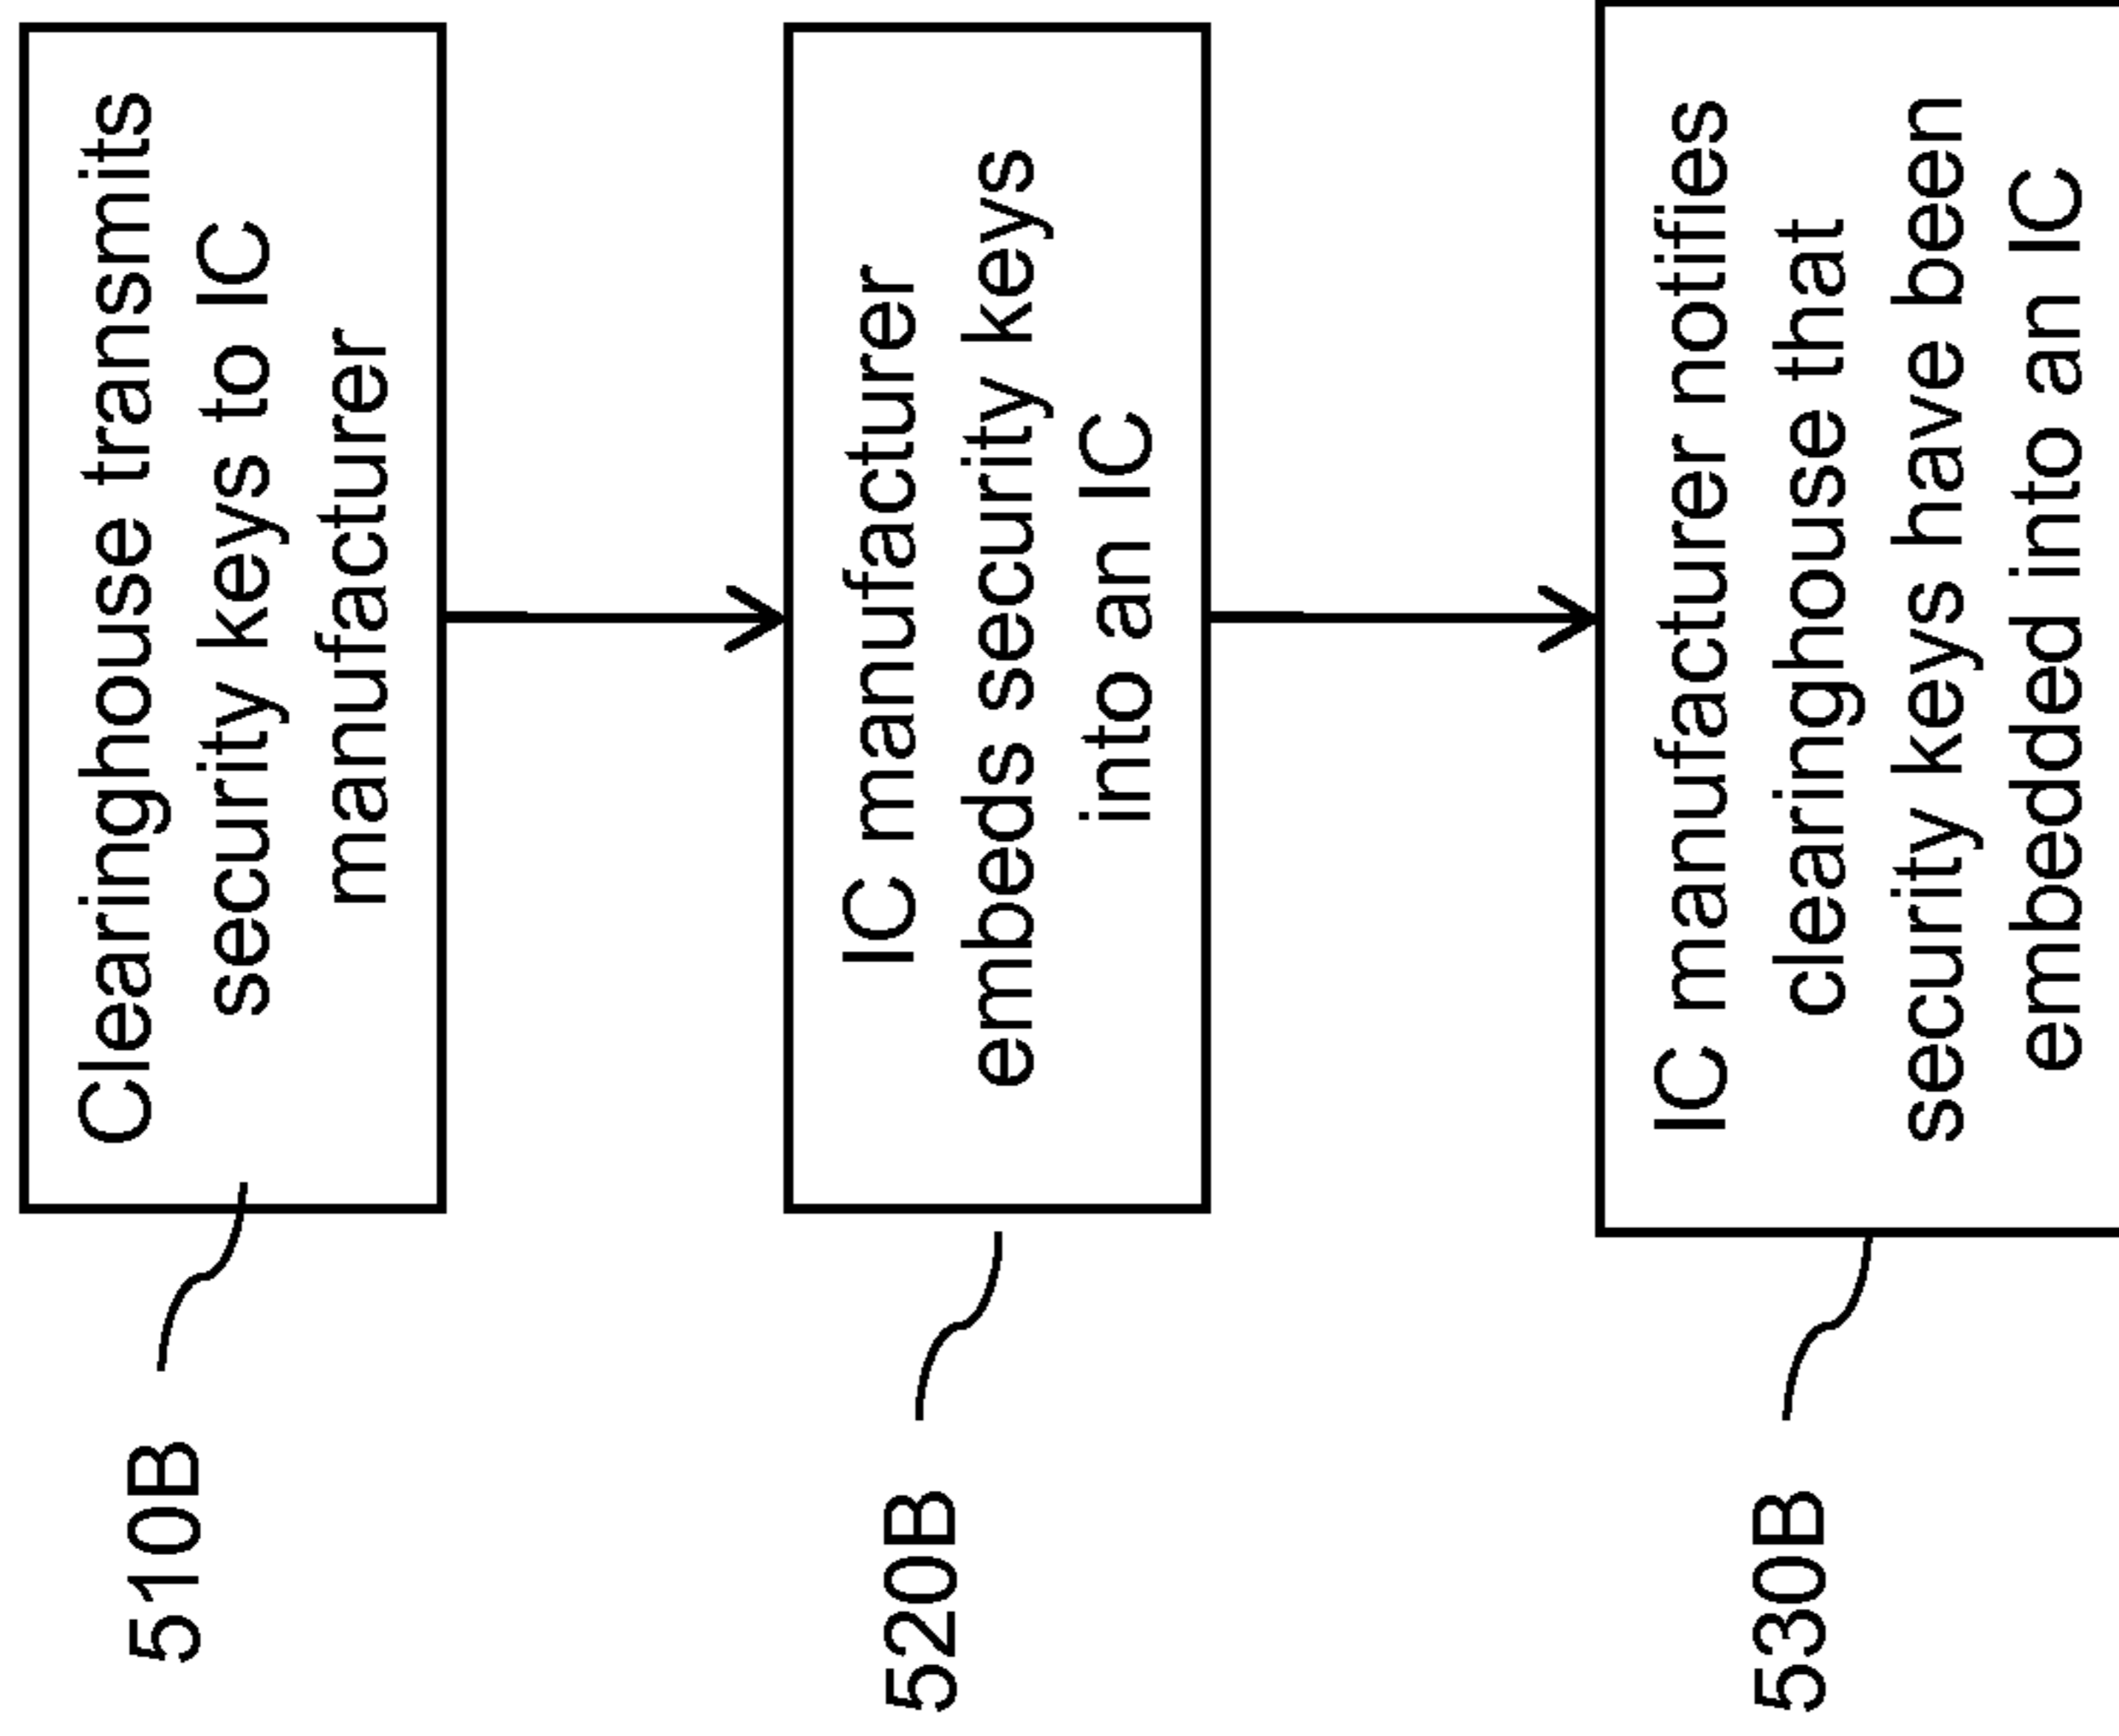 510B
Clearinghouse transmits
security keys to IC
manufacturer
520B
IC manufacturer
embeds security keys
into an IC
530B
IC manufacturer notifies
clearinghouse that
security keys have been
embedded into an IC